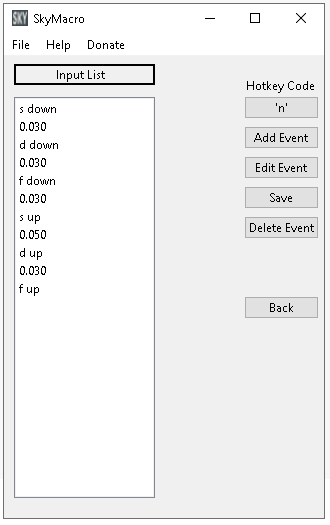 SKY SkyMacro
File Help Donate
Input List
s down
0.030
d down
0.030
f down
0.030
s up
0.050
d up
0.030
f up
Hotkey Code
'n'
Add Event
Edit Event
Save
Delete Event
Back